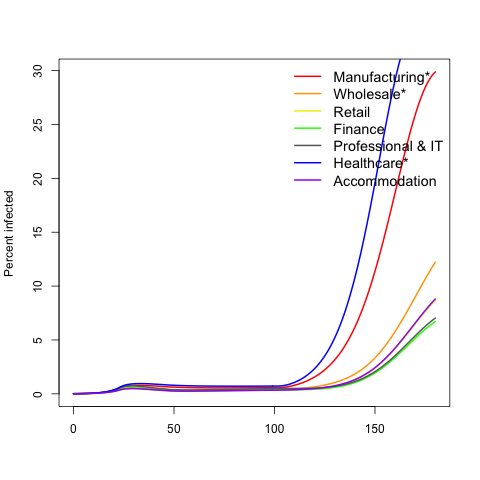 Percent infected
30
25
20
15
10
5
0
Manufacturing*
Wholesale*
Retail
Finance
Professional & IT
Healthcare*
Accommodation
0 50 100 150